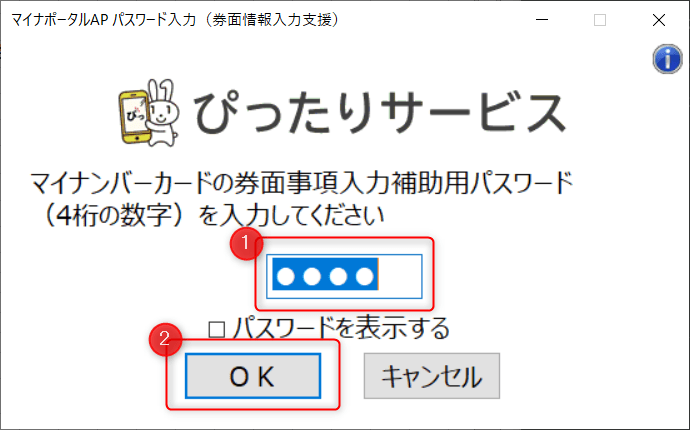 マイナポータルAP パスワード入力（券面情報入力支援）
ぴったりサービス
マイナンバーカードの券面事項入力補助用パスワード
（4桁の数字）を入力してください
1
●●●●
パスワードを表示する
2
ＯＫ
キャンセル